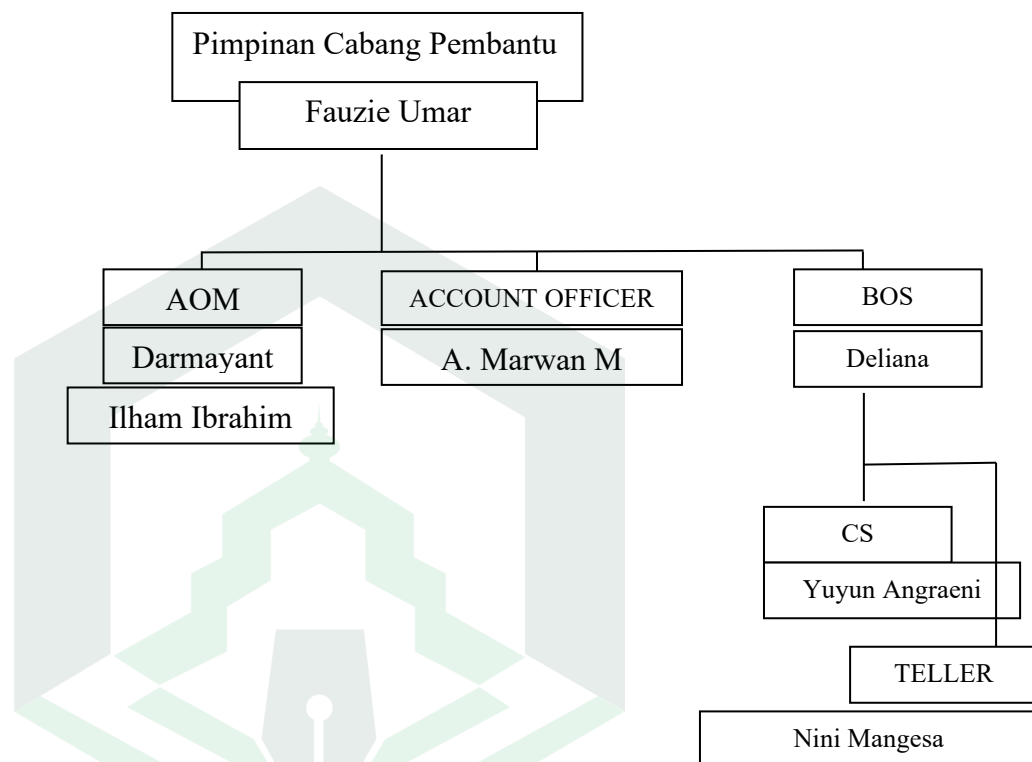 Pimpinan Cabang Pembantu
Fauzie Umar
AOM
Darmayant
Ilham Ibrahim
ACCOUNT OFFICER
A. Marwan M
BOS
Deliana
CS
Yuyun Angraeni
TELLER
Nini Mangesa